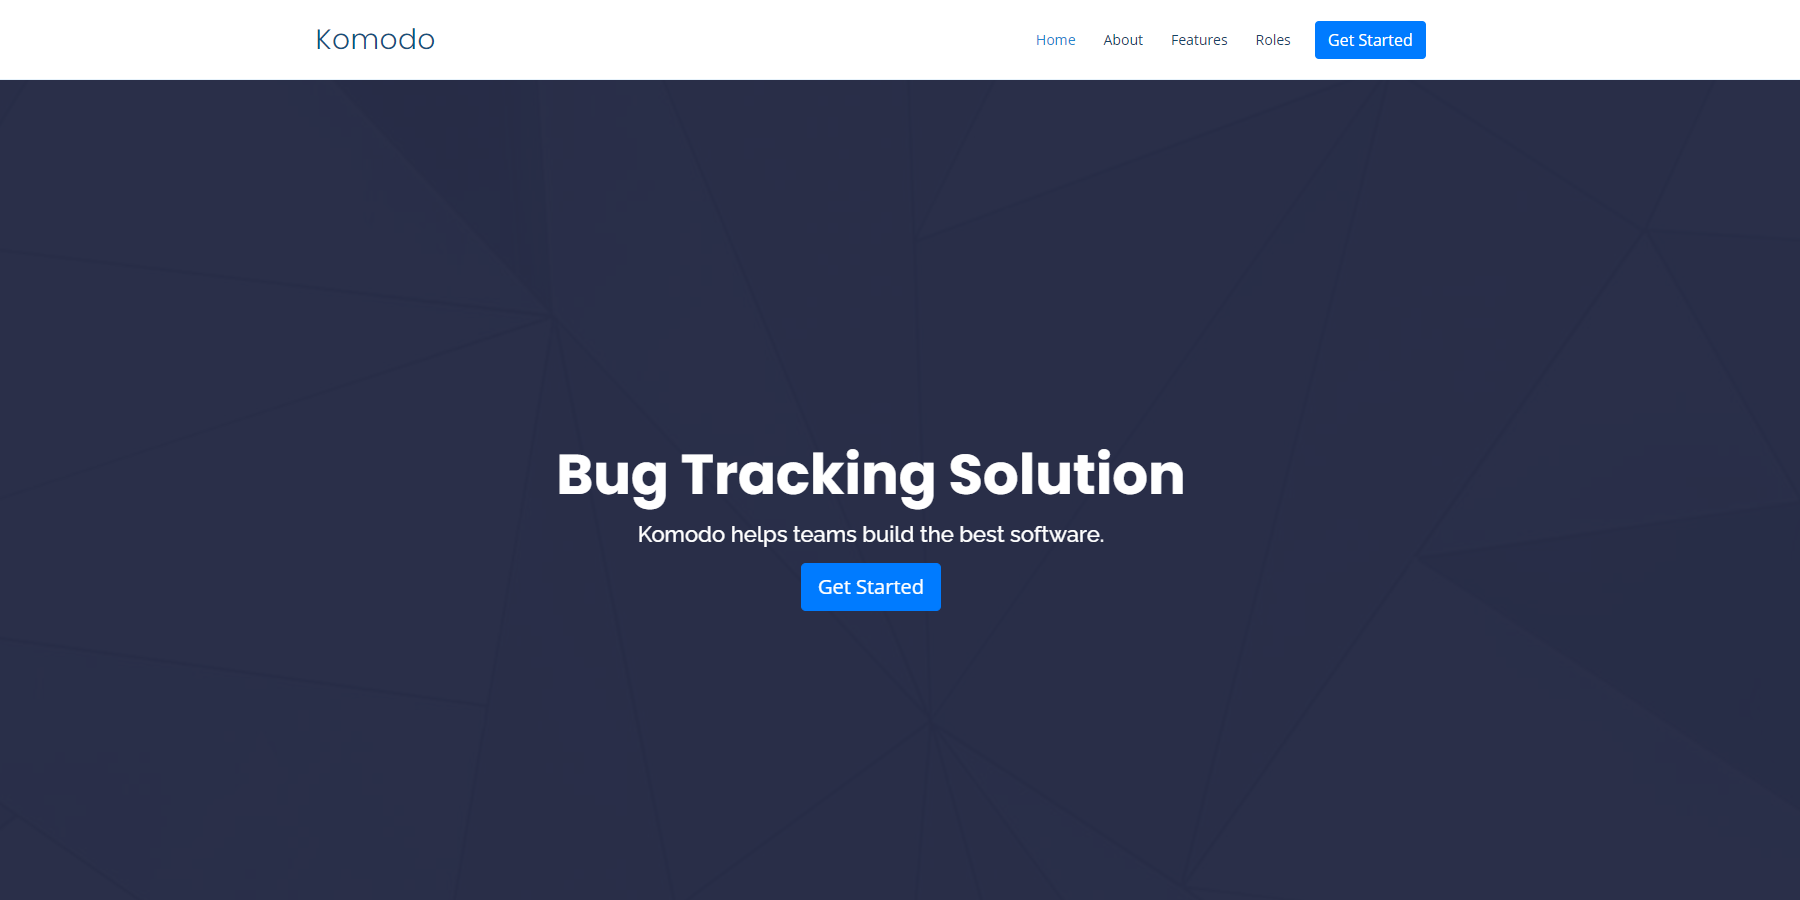 Komodo
Home About Features Roles Get Started
Bug Tracking Solution
Komodo helps teams build the best software.
Get Started